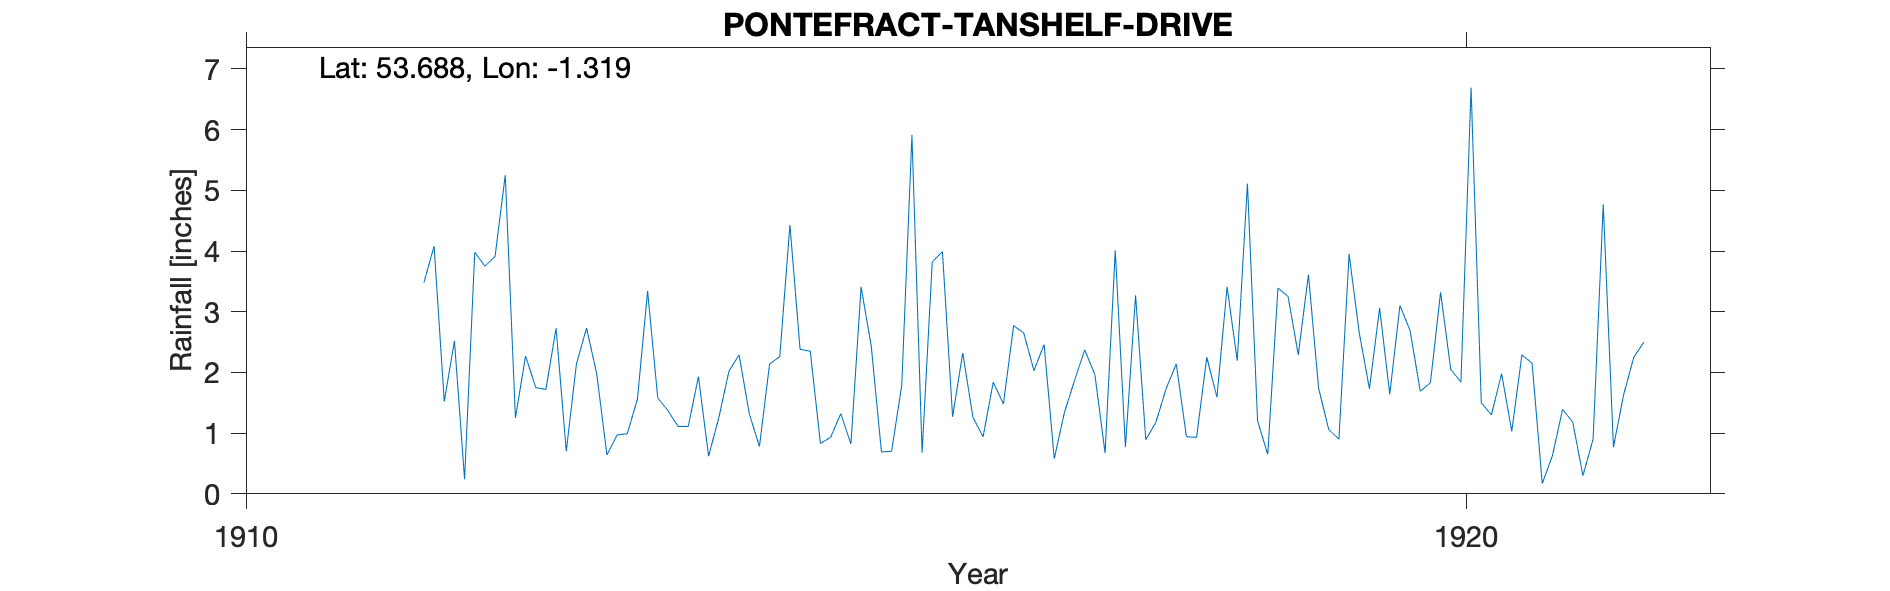 PONTEFRACT-TANSHELF-DRIVE
Lat: 53.688, Lon: -1.319
7
6
5
4
3
2
1
0
Rainfall [inches]
1910
1920
Year